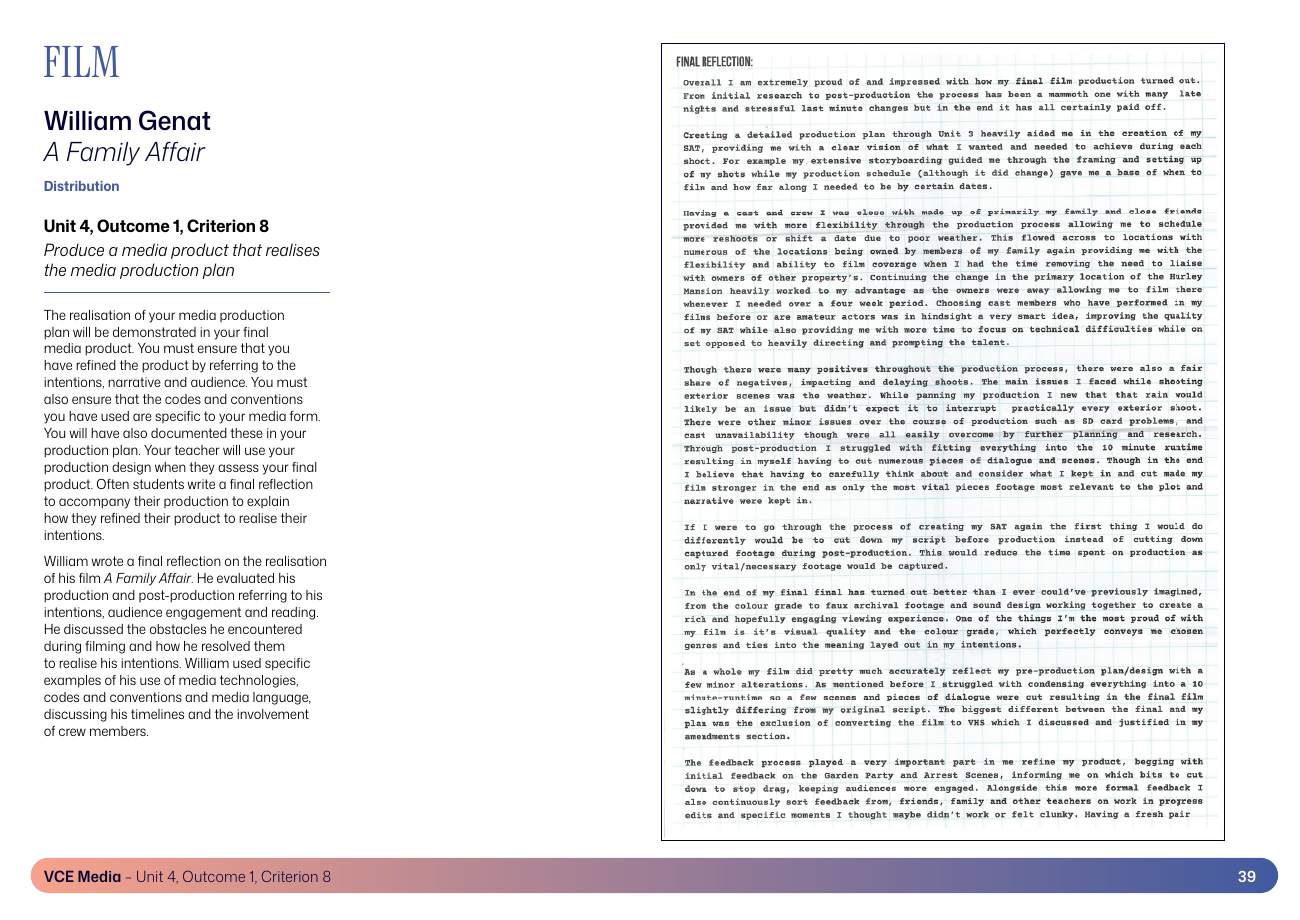 FILM
William Genat
A Family Affair
Distribution
Unit 4, Outcome 1, Criterion 8
Produce a media product that realises
the media production plan
The realisation of your media production
plan will be demonstrated in your final
media product. You must ensure that you
have refined the product by referring to the
intentions, narrative and audience. You must
also ensure that the codes and conventions
you have used are specific to your media form.
You will have also documented these in your
production plan. Your teacher will use your
production design when they assess your final
product. Often students write a final reflection
to accompany their production to explain
how they refined their product to realise their
intentions.
William wrote a final reflection on the realisation
of his film A Family Affair. He evaluated his
production and post-production referring to his
intentions, audience engagement and reading.
He discussed the obstacles he encountered
during filming and how he resolved them
to realise his intentions. William used specific
examples of his use of media technologies,
codes and conventions and media language,
discussing his timelines and the involvement
of crew members.
FINAL REFLECTION:
Overall I am extremely proud of and impressed with how my final film production turned out.
From initial research to post-production the process has been a mammoth one with many late
nights and stressful last minute changes but in the end it has all certainly paid off.
Creating a detailed production plan through Unit 3 heavily aided me in the creation of my
SAT, providing me with a clear vision of what I wanted and needed to achieve during each
shoot. For example my extensive storyboarding guided me through the framing and setting up
of my shots while my production schedule (although it did change) gave me a base of when to
film and how far along I needed to be by certain dates.
Having a cast and crew I was close with made up of primarily my family and close friends
provided me with more flexibility through the production process allowing me to schedule
more reshoots or shift a date due to poor weather. This flowed across to locations with
numerous of the locations being owned by members of my family again providing me with the
flexibility and ability to film coverage when I had the time removing the need to liaise
with owners of other property's. Continuing the change in the primary location of the Hurley
Mansion heavily worked to my advantage as the owners were away allowing me to film there
whenever I needed over a four week period. Choosing cast members who have performed in my
films before or are amateur actors was in hindsight a very smart idea, improving the quality
of my SAT while also providing me with more time to focus on technical difficulties while on
set opposed to heavily directing and prompting the talent.
Though there were many positives throughout the production process, there were also a fair
share of negatives, impacting and delaying shoots. The main issues I faced while shooting
exterior scenes was the weather. While panning my production I new that that rain would
likely be an issue but didn't expect it to interrupt practically every exterior shoot.
There were other minor issues over the course of production such as SD card problems, and
cast unavailability though were all easily overcome by further planning and research.
Through post-production I struggled with fitting everything into the 10 minute runtime
resulting in myself having to cut numerous pieces of dialogue and scenes. Though in the end
I believe that having to carefully think about and consider what I kept in and cut made my
film stronger in the end as only the most vital pieces footage most relevant to the plot and
narrative were kept in.
If I were to go through the process of creating my SAT again the first thing I would do
differently would be to cut down my script before production instead of cutting down
captured footage during post-production. This would reduce the time spent on production as
only vital/necessary footage would be captured.
In the end of my final final has turned out better than I ever could've previously imagined,
from the colour grade to faux archival footage and sound design working together to create a
rich and hopefully engaging viewing experience. One of the things I'm the most proud of with
my film is it's visual quality and the colour grade, which perfectly conveys me chosen
genres and ties into the meaning layed out in my intentions.
As a whole my film did pretty much accurately reflect my pre-production plan/design with a
few minor alterations. As mentioned before I struggled with condensing everything into a 10
minute-runtime so a few scenes and pieces of dialogue were cut resulting in the final film
slightly differing from my original script. The biggest different between the final and my
plan was the exclusion of converting the film to VHS which I discussed and justified in my
amendments section.
The feedback process played a very important part in me refine my product, begging with
initial feedback on the Garden Party and Arrest Scenes, informing me on which bits to cut
down to stop drag, keeping audiences more engaged. Alongside this more formal feedback I
also continuously sort feedback from, friends, family and other teachers on work in progress
edits and specific moments I thought maybe didn't work or felt clunky. Having a fresh pair
VCE Media – Unit 4, Outcome 1, Criterion 8
39